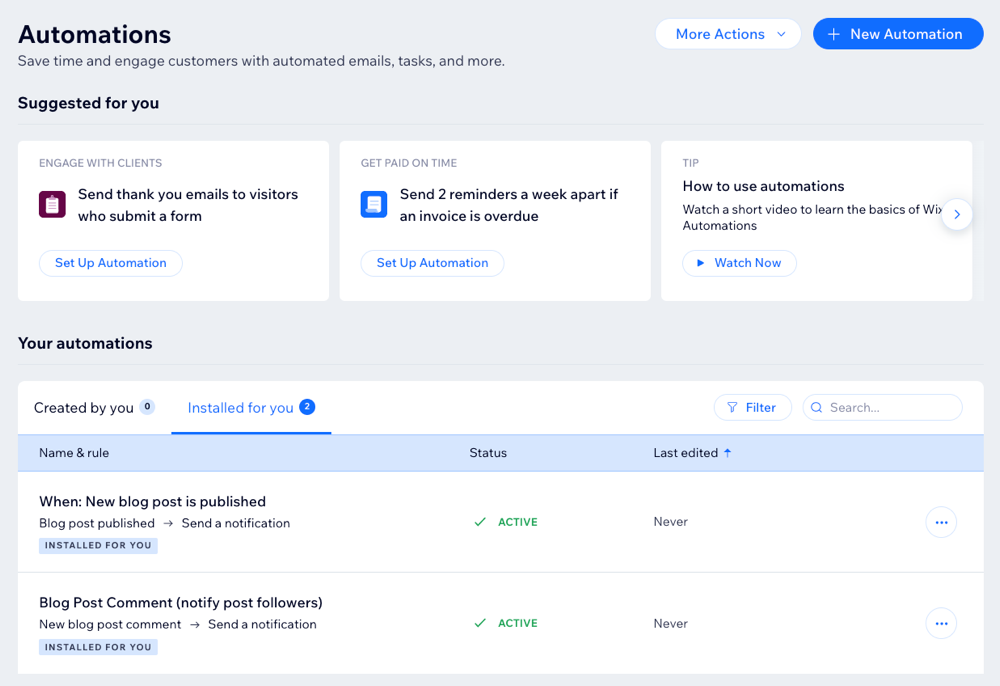 Automations
More Actions
New Automation
Save time and engage customers with automated emails, tasks, and more.
Suggested for you
ENGAGE WITH CLIENTS
Send thank you emails to visitors
who submit a form
Set Up Automation
GET PAID ON TIME
Send 2 reminders a week apart if
an invoice is overdue
Set Up Automation
TIP
How to use automations
Watch a short video to learn the basics of Wix
Automations
Watch Now
Your automations
Created by you 0
Installed for you 2
Filter
Search...
Name & rule
Status
Last edited
When: New blog post is published
Blog post published → Send a notification
INSTALLED FOR YOU
ACTIVE
Never
Blog Post Comment (notify post followers)
New blog post comment → Send a notification
INSTALLED FOR YOU
ACTIVE
Never